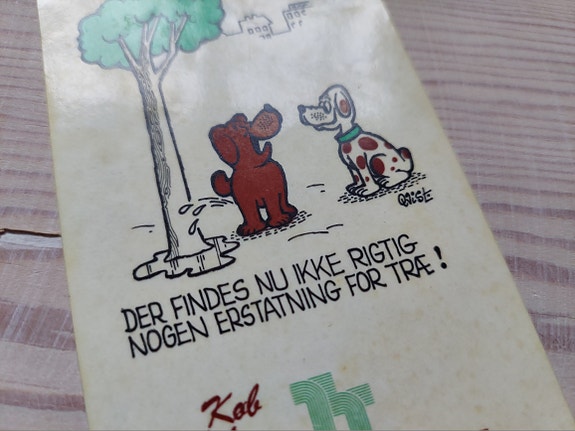 DER FINDES NU IKKE RIGTIG
NOGEN ERSTATNING FOR TRÆ!
Køb